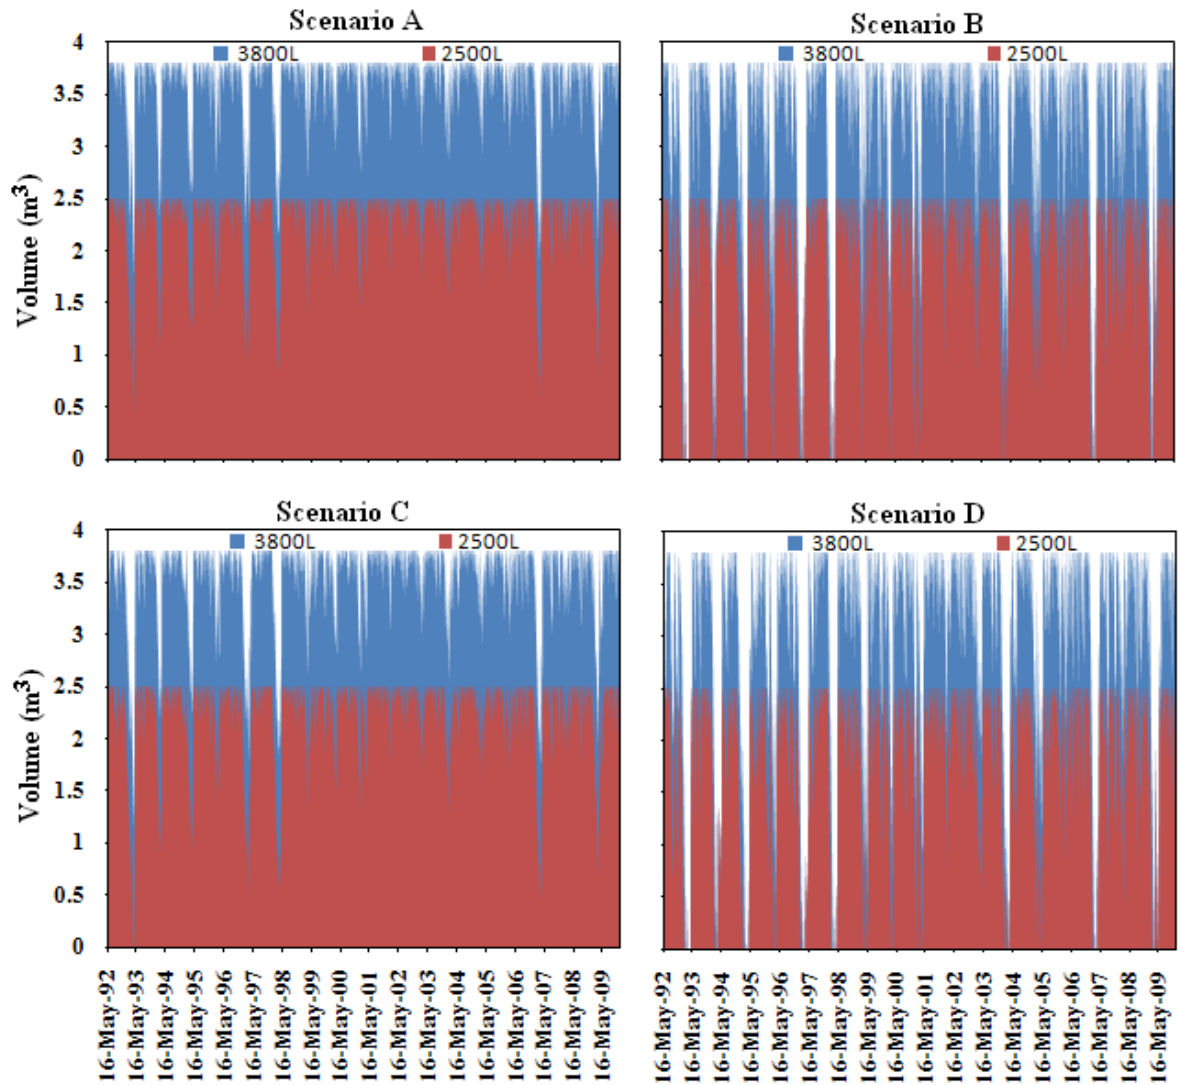 Scenario A
3800L 2500L
Volume (m³)
4
3.5
3
2.5
2
1.5
1
0.5
0
Scenario B
3800L 2500L
Scenario C
3800L 2500L
Volume (m³)
4
3.5
3
2.5
2
1.5
1
0.5
0
16-May-92
16-May-93
16-May-94
16-May-95
16-May-96
16-May-97
16-May-98
16-May-99
16-May-00
16-May-01
16-May-02
16-May-03
16-May-04
16-May-05
16-May-06
16-May-07
16-May-08
16-May-09
Scenario D
3800L 2500L
16-May-92
16-May-93
16-May-94
16-May-95
16-May-96
16-May-97
16-May-98
16-May-99
16-May-00
16-May-01
16-May-02
16-May-03
16-May-04
16-May-05
16-May-06
16-May-07
16-May-08
16-May-09